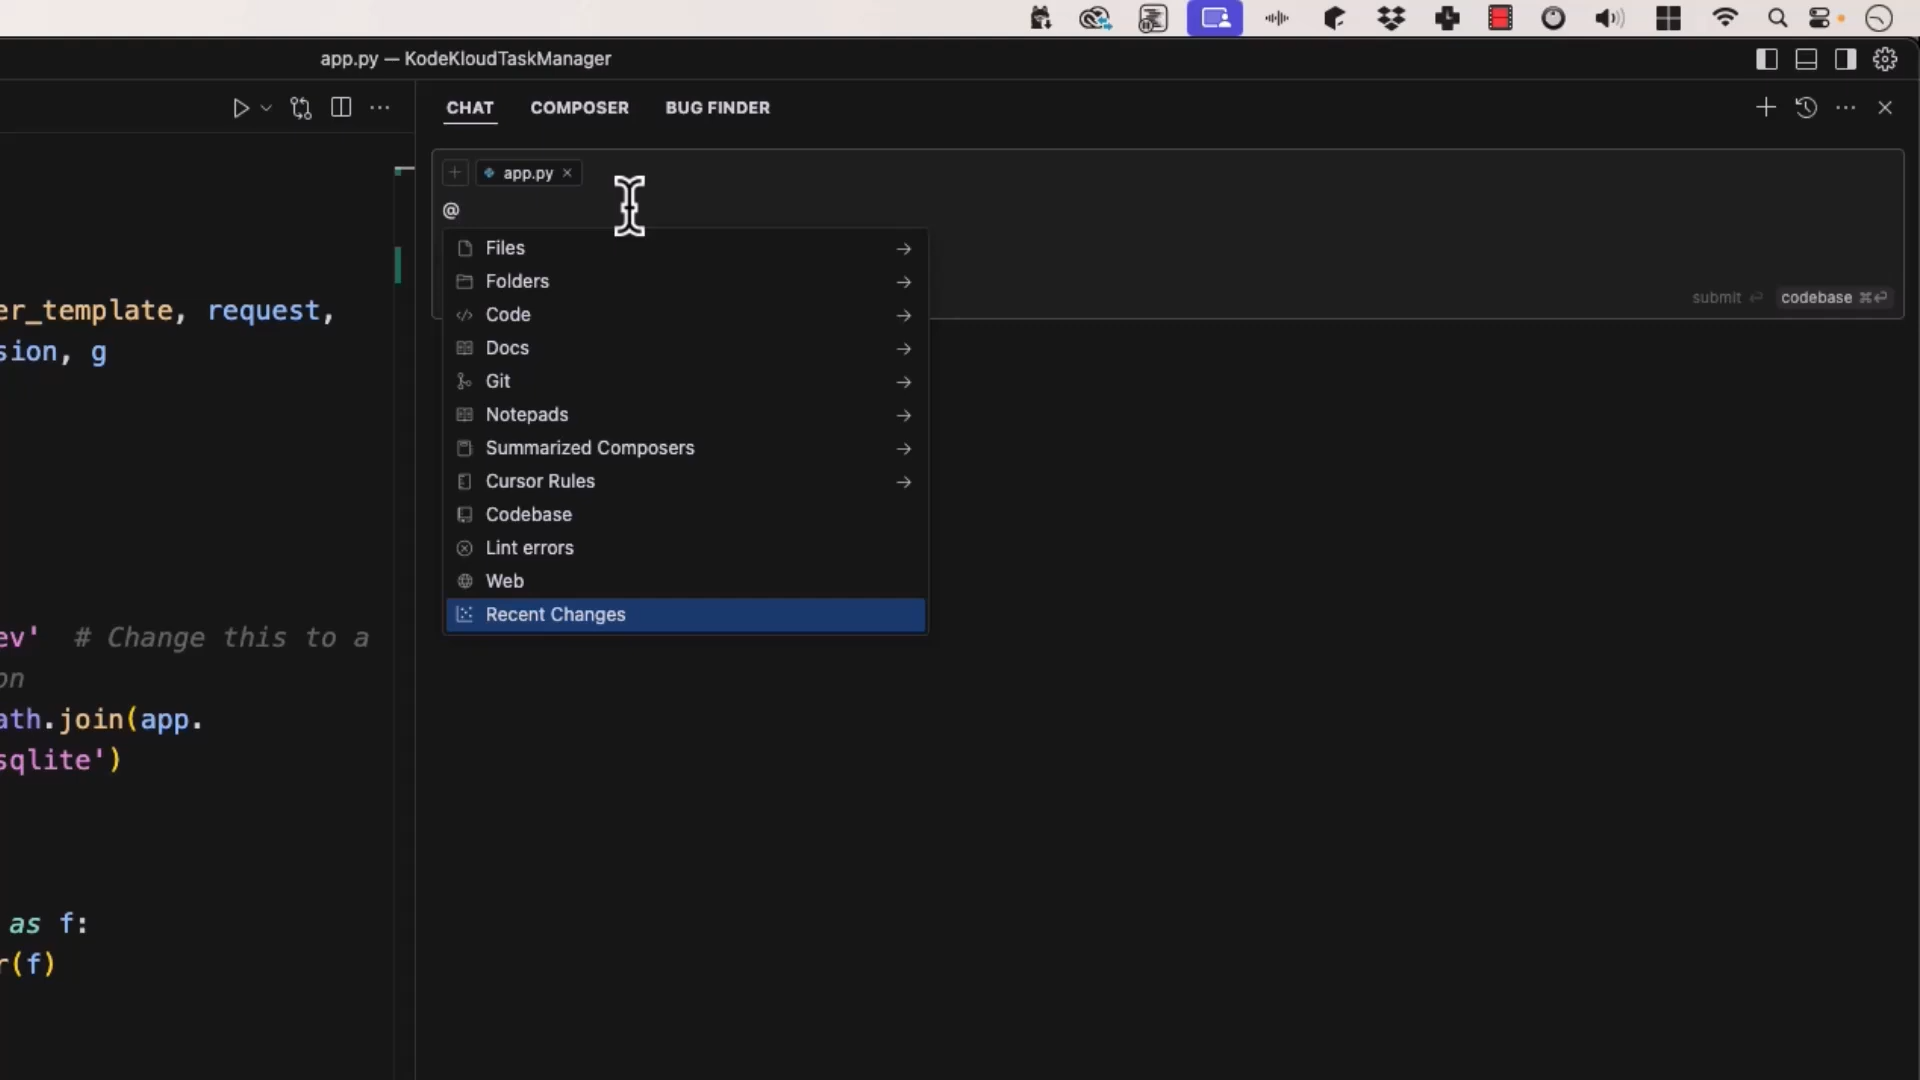 app.py — KodeKloudTaskManager
CHAT COMPOSER BUG FINDER
app.py
@
submit codebase ⌘⏎
Files
Folders
Code
Docs
Git
Notepads
Summarized Composers
Cursor Rules
Codebase
Lint errors
Web
Recent Changes
er_template, request,
sion, g
ev' # Change this to a
on
ath.join(app.
sqlite')
as f:
r(f)